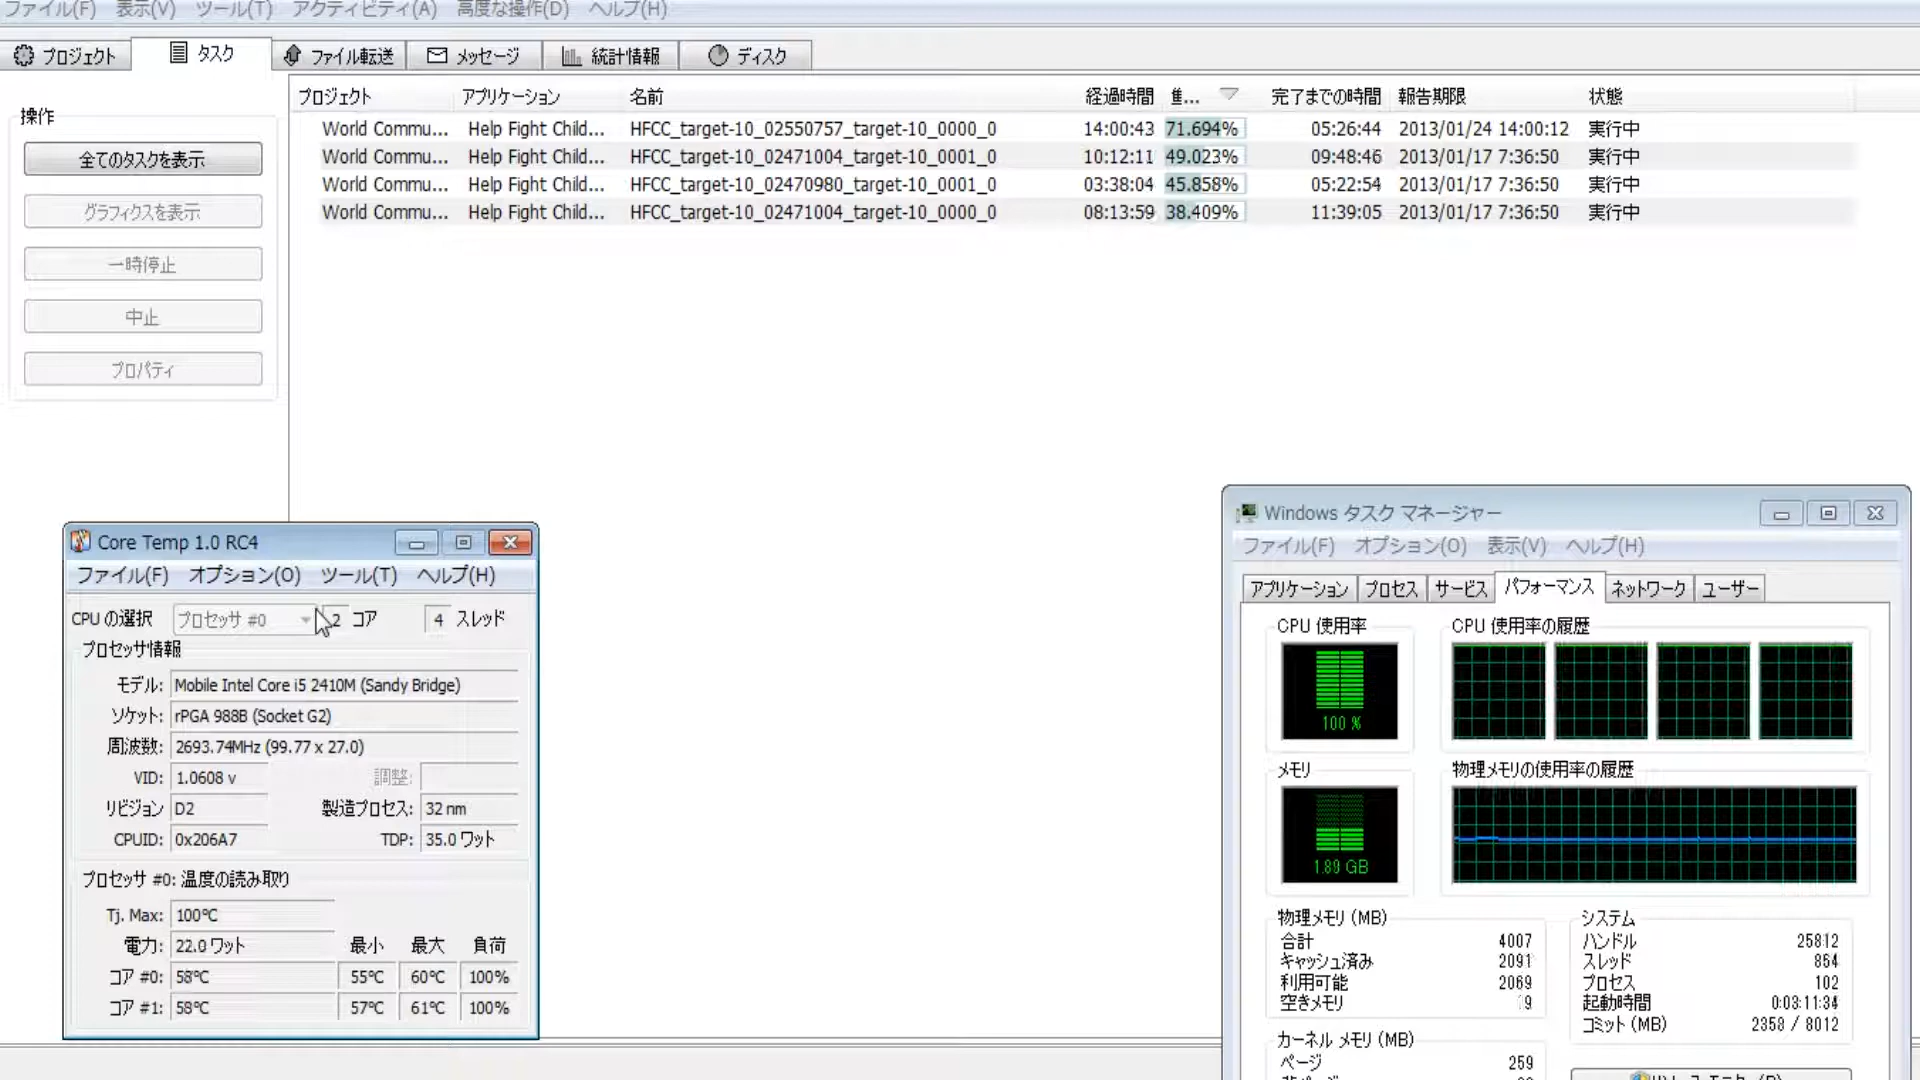 ファイル(F) 表示(V) ツール(T) アクティビティ(A) 高度な操作(D) ヘルプ(H)
プロジェクト タスク ファイル転送 メッセージ 統計情報 ディスク
操作
全てのタスクを表示
グラフィクスを表示
一時停止
中止
プロパティ
プロジェクト アプリケーション 名前 経過時間 進... 完了までの時間 報告期限 状態
World Commu... Help Fight Child... HFCC_target-10_02550757_target-10_0000_0 14:00:43 71.694% 05:26:44 2013/01/24 14:00:12 実行中
World Commu... Help Fight Child... HFCC_target-10_02471004_target-10_0001_0 10:12:11 49.023% 09:48:46 2013/01/17 7:36:50 実行中
World Commu... Help Fight Child... HFCC_target-10_02470980_target-10_0001_0 03:38:04 45.858% 05:22:54 2013/01/17 7:36:50 実行中
World Commu... Help Fight Child... HFCC_target-10_02471004_target-10_0000_0 08:13:59 38.409% 11:39:05 2013/01/17 7:36:50 実行中
Core Temp 1.0 RC4
ファイル(F) オプション(O) ツール(T) ヘルプ(H)
CPU の選択 プロセッサ #0 2 コア 4 スレッド
プロセッサ情報
モデル: Mobile Intel Core i5 2410M (Sandy Bridge)
ソケット: rPGA 988B (Socket G2)
周波数: 2693.74MHz (99.77 x 27.0)
VID: 1.0608 v 調整:
リビジョン D2 製造プロセス: 32 nm
CPUID: 0x206A7 TDP: 35.0 ワット
プロセッサ #0: 温度の読み取り
Tj. Max: 100℃
電力: 22.0 ワット 最小 最大 負荷
コア #0: 58℃ 55℃ 60℃ 100%
コア #1: 58℃ 57℃ 61℃ 100%
Windows タスク マネージャー
ファイル(F) オプション(O) 表示(V) ヘルプ(H)
アプリケーション プロセス サービス パフォーマンス ネットワーク ユーザー
CPU 使用率 CPU 使用率の履歴
100 %
メモリ 物理メモリの使用率の履歴
1.89 GB
物理メモリ (MB)
合計 4007
キャッシュ済み 2091
利用可能 2069
空きメモリ 9
システム
ハンドル 25812
スレッド 864
プロセス 102
起動時間 0:03:11:34
コミット (MB) 2358 / 8012
カーネル メモリ (MB)
ページ 259